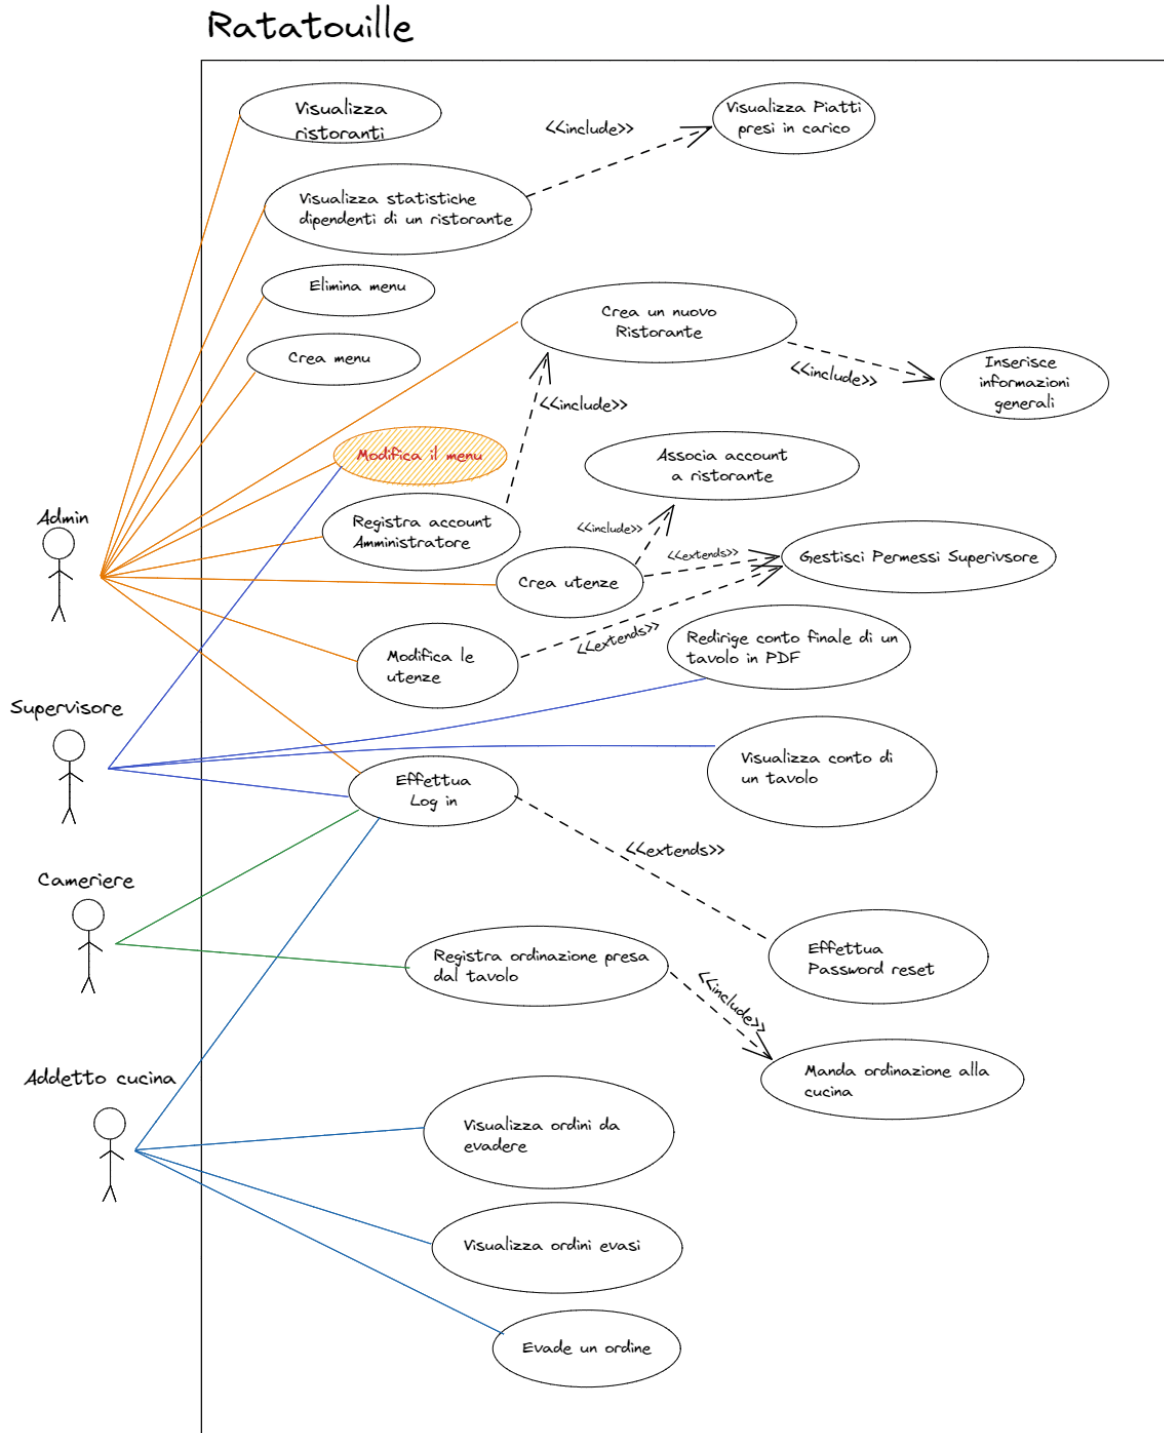 Ratatouille
Visualizza
ristoranti
<<include>>
Visualizza Piatti
presi in carico
Visualizza statistiche
dipendenti di un ristorante
Elimina menu
Crea un nuovo
Ristorante
Crea menu
<<include>>
Inserisce
informazioni
generali
<<include>>
Modifica il menu
Associa account
a ristorante
Admin
Registra account
Amministratore
<<include>>
<<extends>>
Gestisci Permessi Superivsore
Crea utenze
<<extends>>
Redirige conto finale di un
tavolo in PDF
Modifica le
utenze
Supervisore
Visualizza conto di
un tavolo
Effettua
Log in
<<extends>>
Cameriere
Registra ordinazione presa
dal tavolo
Effettua
Password reset
<<include>>
Manda ordinazione alla
cucina
Addetto cucina
Visualizza ordini da
evadere
Visualizza ordini evasi
Evade un ordine